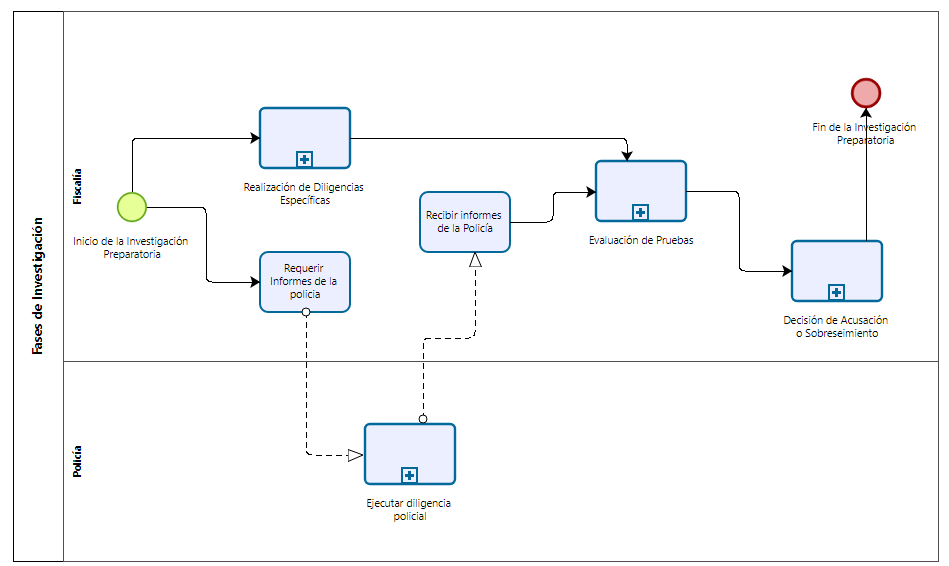 Fases de Investigación
Fiscalía
Fin de la Investigación
Preparatoria
Realización de Diligencias
Específicas
Recibir informes
de la Policía
Inicio de la Investigación
Preparatoria
Evaluación de Pruebas
Requerir
Informes de la
policia
Decisión de Acusación
o Sobreseimiento
Policía
Ejecutar diligencia
policial